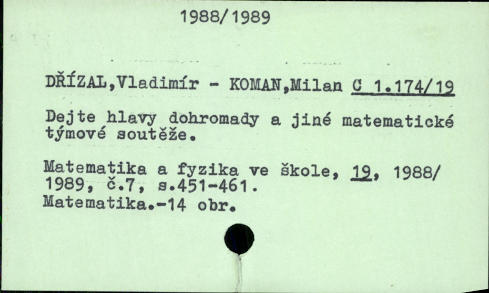 1988/1989
DŘÍZAL,Vladimír - KOMAN,Milan C 1.174/19
Dejte hlavy dohromady a jiné matematické
týmové soutěže.
Matematika a fyzika ve škole, 19, 1988/
1989, č.7, s.451-461.
Matematika.-14 obr.